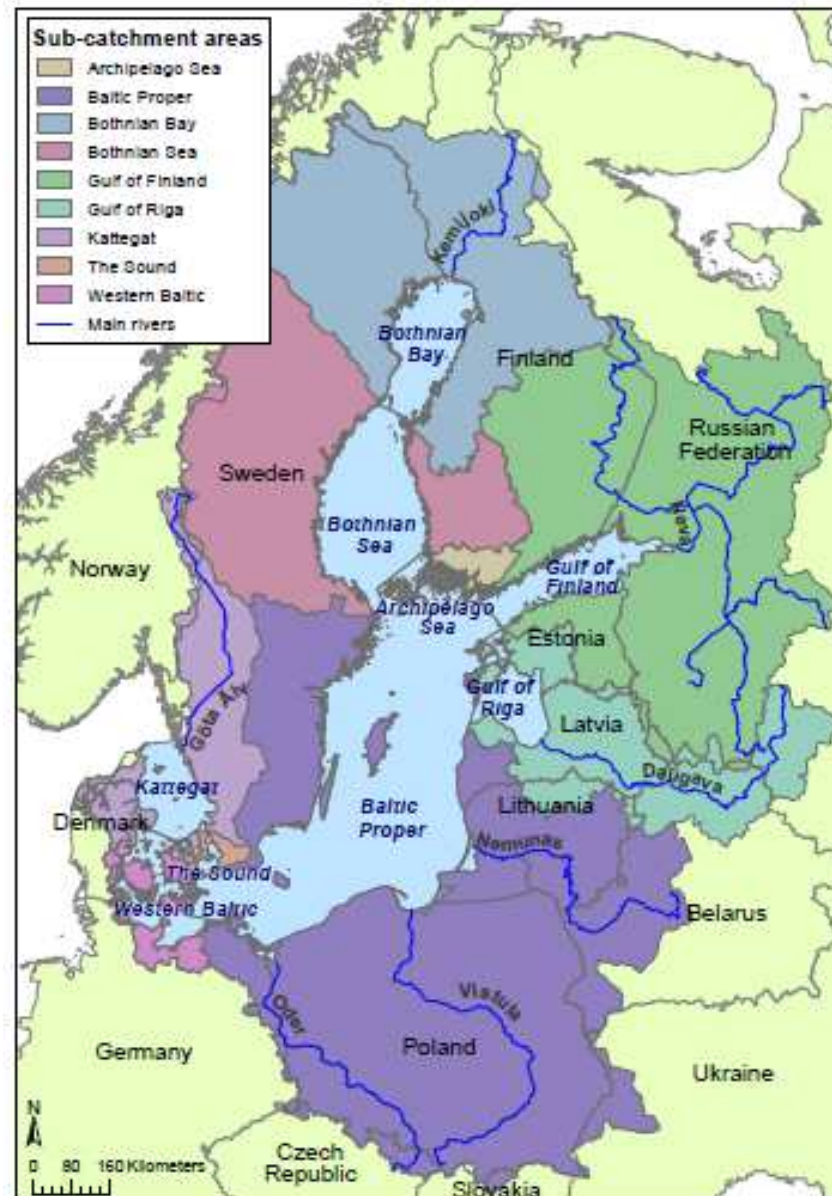 Sub-catchment areas
Archipelago Sea
Baltic Proper
Bothnian Bay
Bothnian Sea
Gulf of Finland
Gulf of Riga
Kattegat
The Sound
Western Baltic
Main rivers
Kemijoki
Bothnian
Bay
Finland
Russian
Federation
Sweden
Neva
Bothnian
Sea
Gulf of
Finland
Norway
Archipelago
Sea
Estonia
Göta Älv
Gulf of
Riga
Latvia
Kattegat
Daugava
Denmark
Baltic
Proper
Lithuania
Nemunas
The Sound
Western Baltic
Belarus
Oder
Vistula
Poland
Germany
Ukraine
N
Czech
Republic
0 80 160 Kilometers
Slovakia